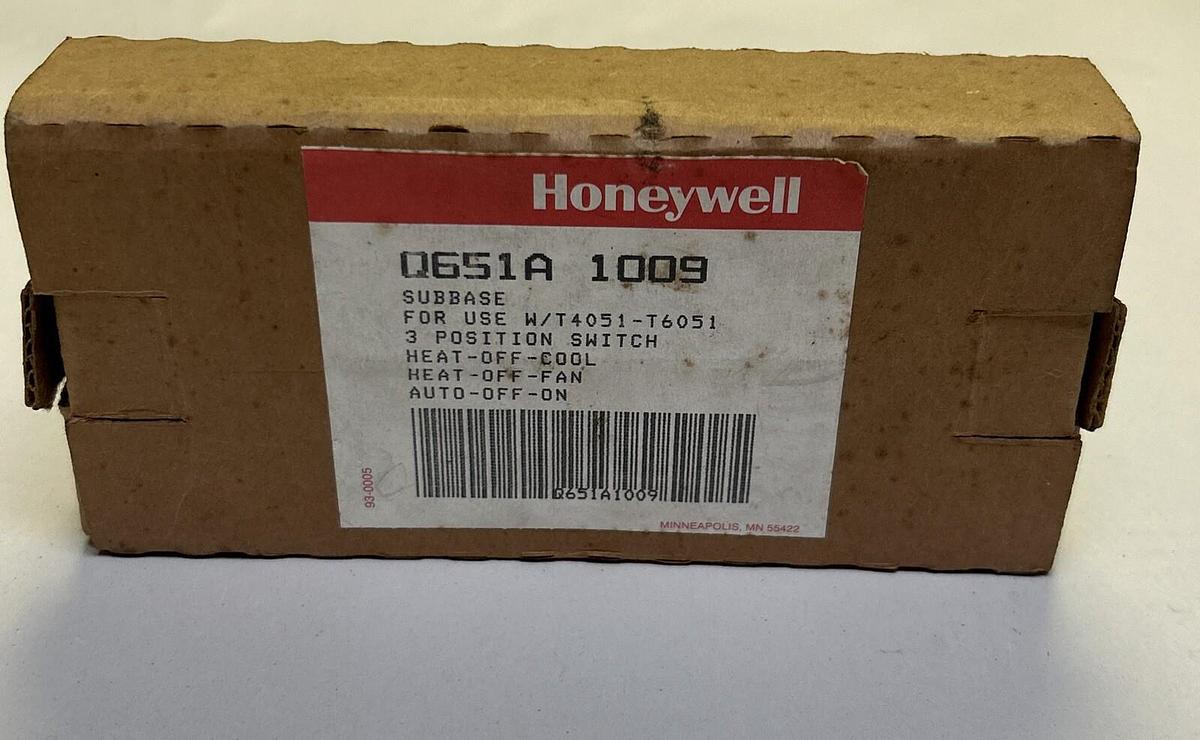 Honeywell
Q651A 1009
SUBBASE
FOR USE W/T4051-T6051
3 POSITION SWITCH
HEAT-OFF-COOL
HEAT-OFF-FAN
AUTO-OFF-ON
Q651A1009
93-0005
MINNEAPOLIS, MN 55422